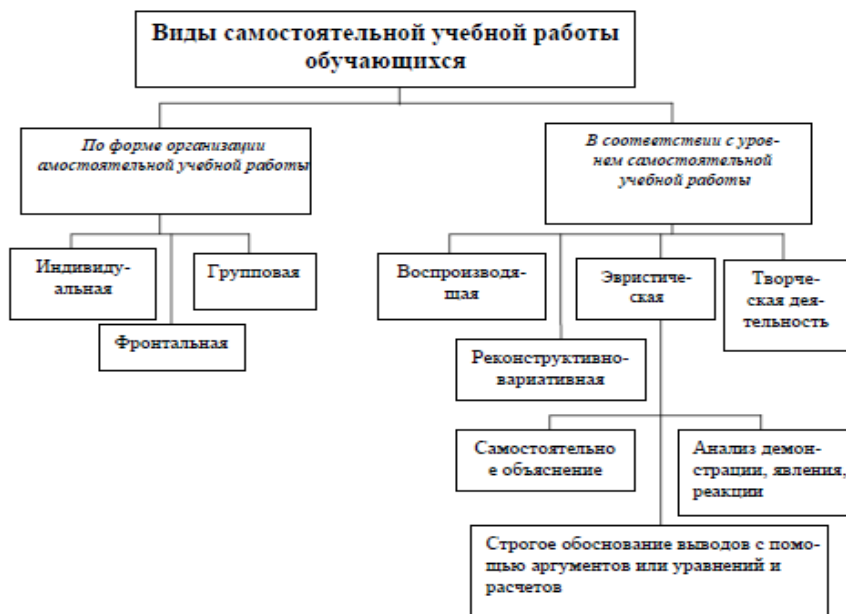 Виды самостоятельной учебной работы
обучающихся
По форме организации
амостоятельной учебной работы
В соответствии с уров-
нем самостоятельной
учебной работы
Индивиду-
альная
Групповая
Фронтальная
Воспроизводя-
щая
Эвристиче-
ская
Творче-
ская дея-
тельность
Реконструктивно-
вариативная
Самостоятельно
е объяснение
Анализ демон-
страции, явления,
реакции
Строгое обоснование выводов с помо-
щью аргументов или уравнений и
расчетов